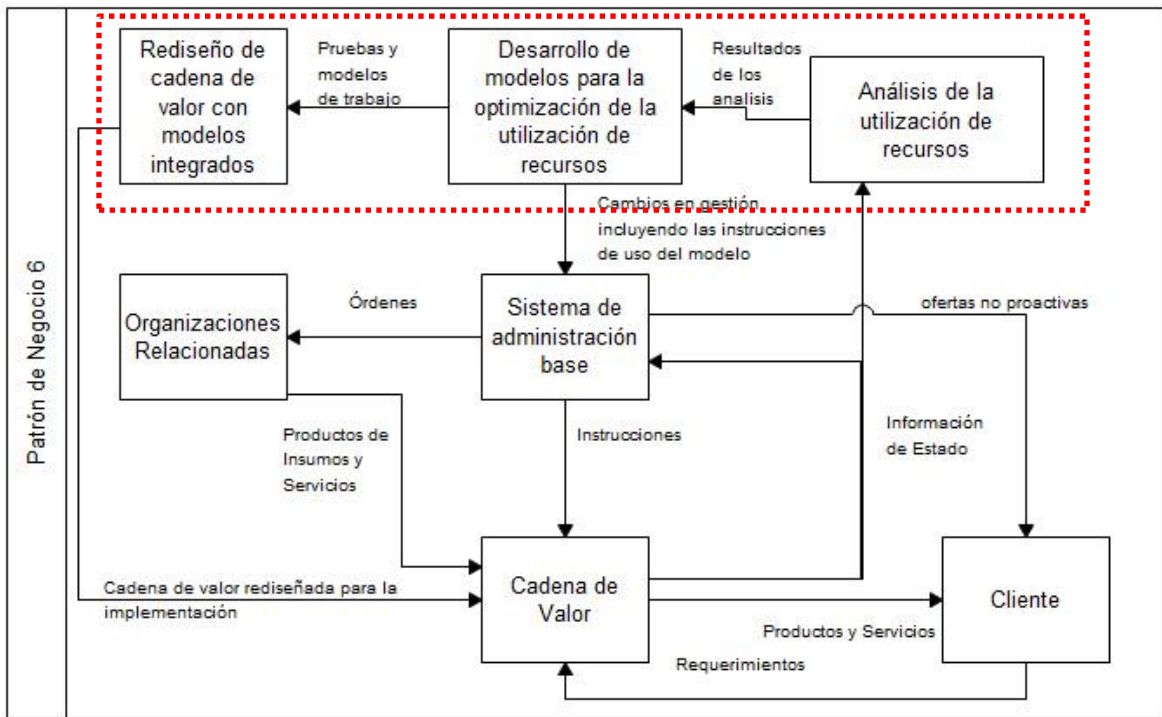 Patrón de Negocio 6
Rediseño de
cadena de
valor con
modelos
integrados
Pruebas y
modelos
de trabajo
Desarrollo de
modelos para la
optimización de la
utilización de
recursos
Resultados
de los
analisis
Análisis de la
utilización de
recursos
Cambios en gestión
incluyendo las instrucciones
de uso del modelo
Organizaciones
Relacionadas
Órdenes
Sistema de
administración
base
ofertas no proactivas
Productos de
Insumos y
Servicios
Instrucciones
Información
de Estado
Cadena de valor rediseñada para la
implementación
Cadena de
Valor
Productos y Servicios
Cliente
Requerimientos